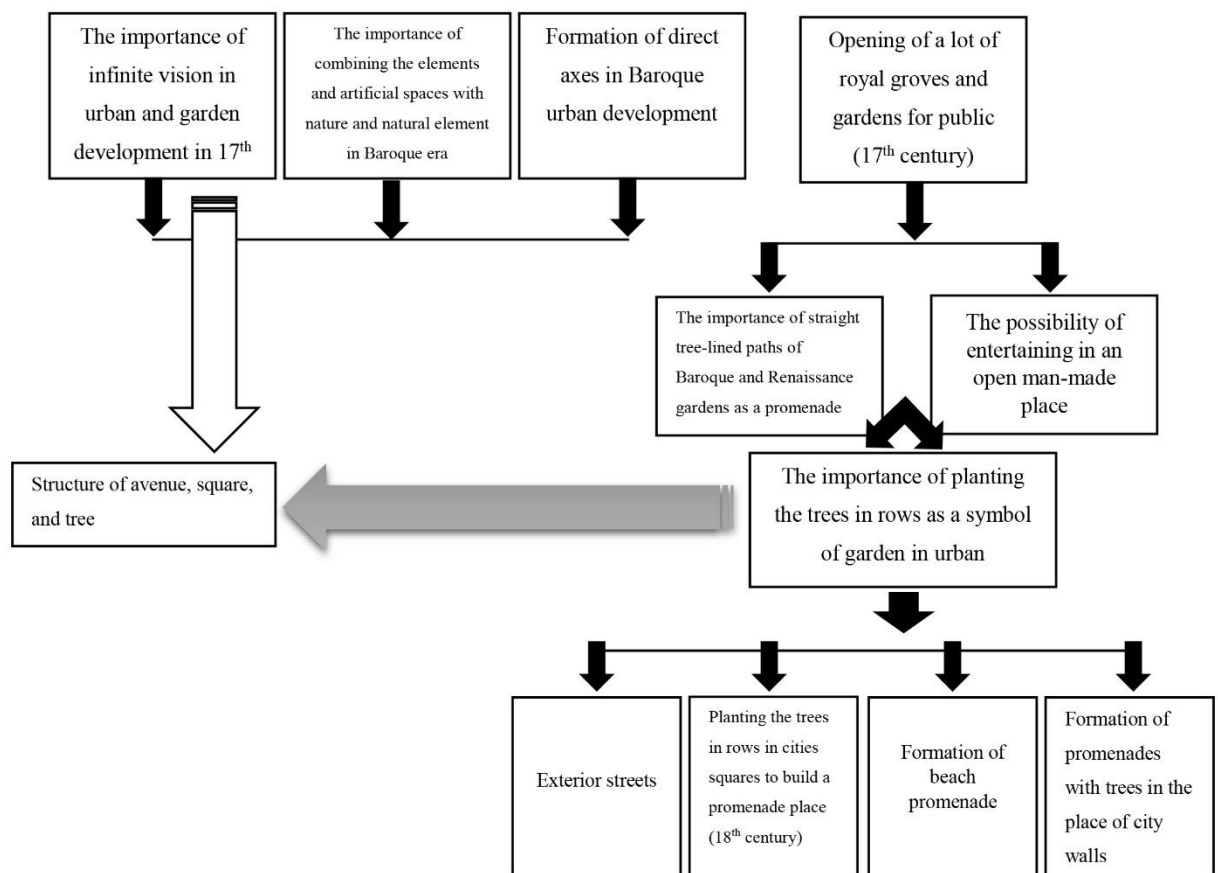 The importance of
infinite vision in
urban and garden
development in 17th
The importance of
combining the elements
and artificial spaces with
nature and natural element
in Baroque era
Formation of direct
axes in Baroque
urban development
Opening of a lot of
royal groves and
gardens for public
(17th century)
The importance of straight
tree-lined paths of
Baroque and Renaissance
gardens as a promenade
The possibility of
entertaining in an
open man-made
place
Structure of avenue, square,
and tree
The importance of planting
the trees in rows as a symbol
of garden in urban
Exterior streets
Planting the trees
in rows in cities
squares to build a
promenade place
(18th century)
Formation of
beach
promenade
Formation of
promenades
with trees in the
place of city
walls